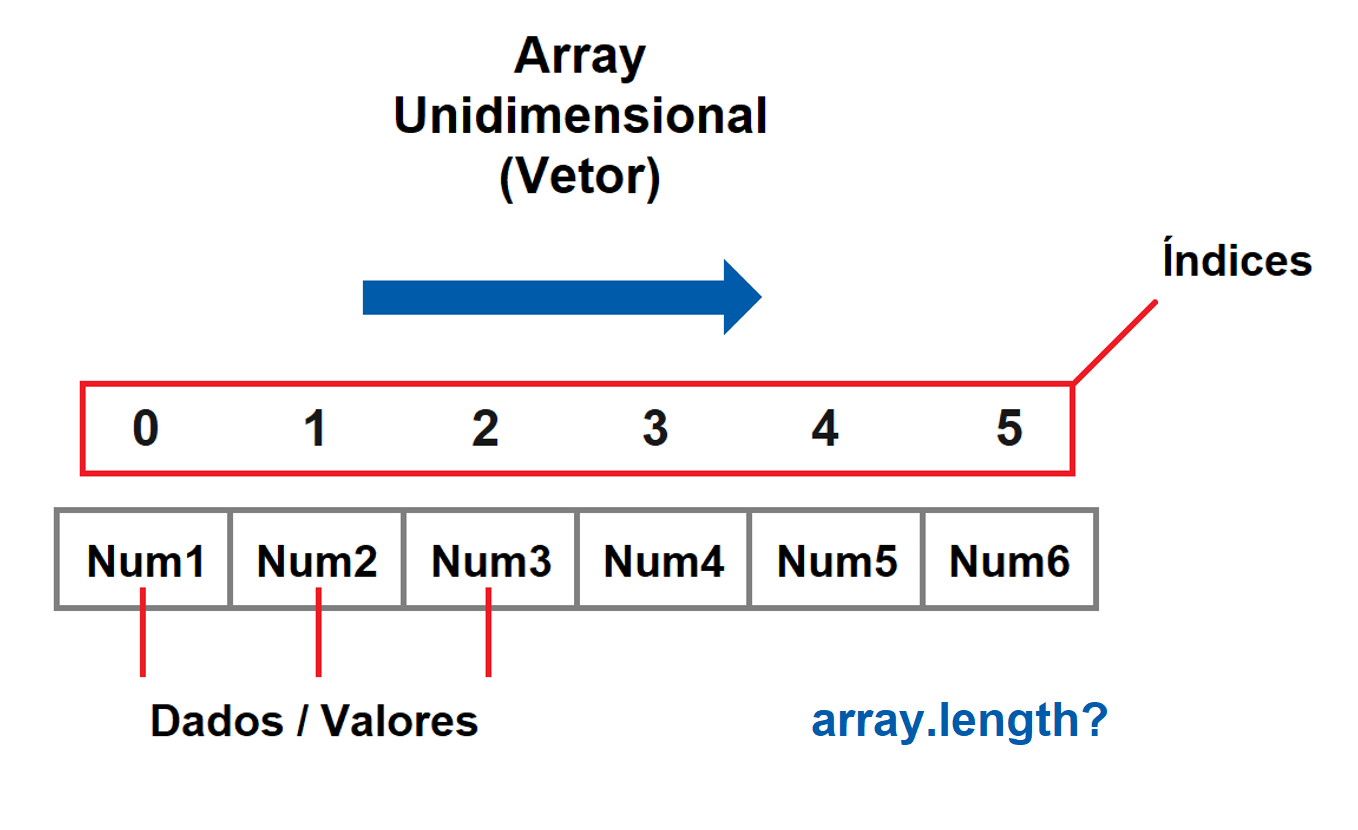 Array
Unidimensional
(Vetor)
Índices
0 1 2 3 4 5
Num1 Num2 Num3 Num4 Num5 Num6
Dados / Valores
array.length?